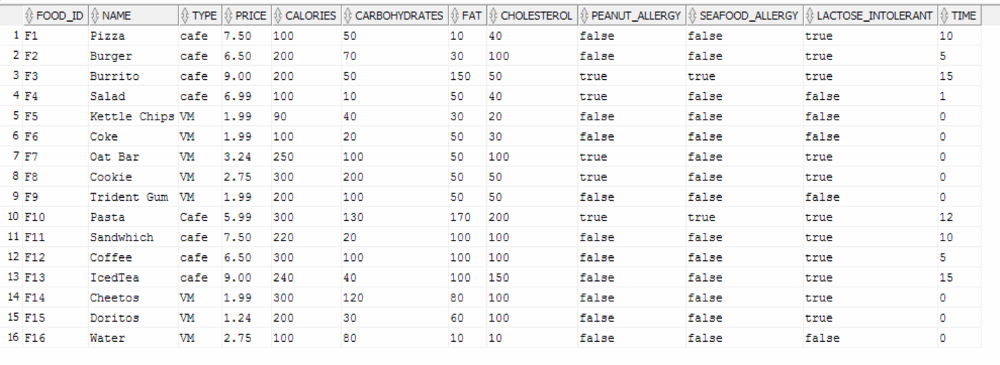 FOOD_ID NAME TYPE PRICE CALORIES CARBOHYDRATES FAT CHOLESTEROL PEANUT_ALLERGY SEAFOOD_ALLERGY LACTOSE_INTOLERANT TIME
1 F1 Pizza cafe 7.50 100 50 10 40 false false true 10
2 F2 Burger cafe 6.50 200 70 30 100 false false true 5
3 F3 Burrito cafe 9.00 200 50 150 50 true true true 15
4 F4 Salad cafe 6.99 100 10 50 40 true false false 1
5 F5 Kettle Chips VM 1.99 90 40 30 20 false false false 0
6 F6 Coke VM 1.99 100 20 50 30 false false false 0
7 F7 Oat Bar VM 3.24 250 100 50 100 true false true 0
8 F8 Cookie VM 2.75 300 200 50 50 true false true 0
9 F9 Trident Gum VM 1.99 200 100 50 50 false false false 0
10 F10 Pasta Cafe 5.99 300 130 170 200 true true true 12
11 F11 Sandwhich cafe 7.50 220 20 100 100 false false true 10
12 F12 Coffee cafe 6.50 300 100 100 100 false false true 5
13 F13 IcedTea cafe 9.00 240 40 100 150 false false true 15
14 F14 Cheetos VM 1.99 300 120 80 100 false false true 0
15 F15 Doritos VM 1.24 200 30 60 100 false false true 0
16 F16 Water VM 2.75 100 80 10 10 false false false 0